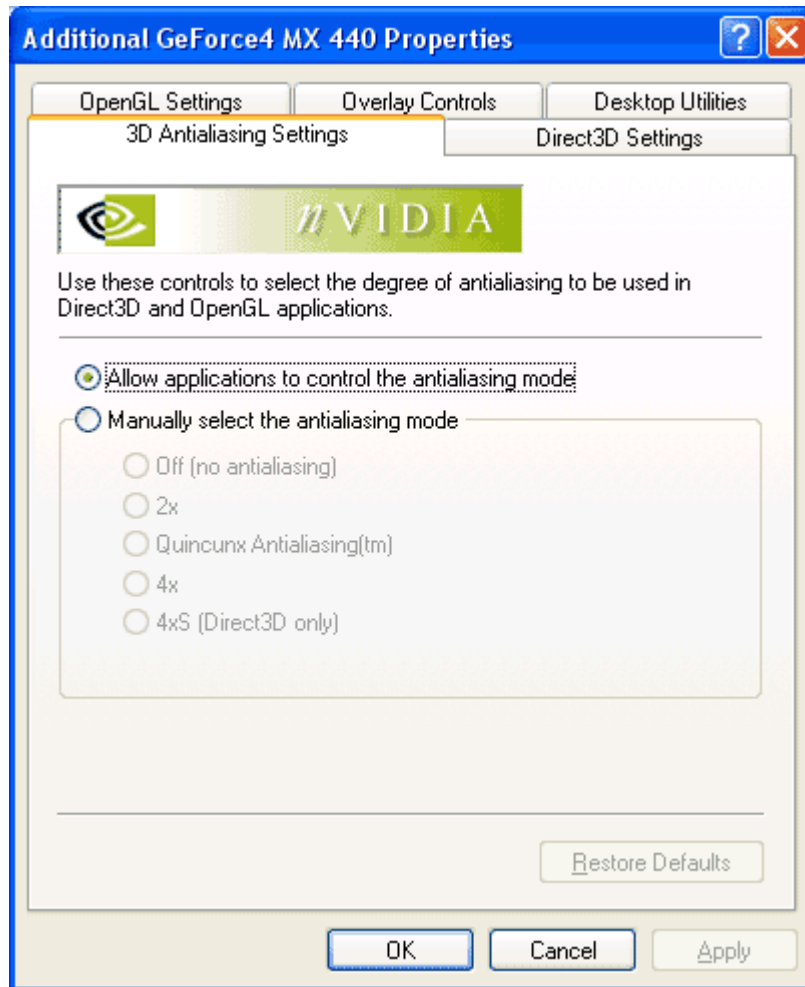 Additional GeForce4 MX 440 Properties
OpenGL Settings
Overlay Controls
Desktop Utilities
3D Antialiasing Settings
Direct3D Settings
nVIDIA
Use these controls to select the degree of antialiasing to be used in
Direct3D and OpenGL applications.
Allow applications to control the antialiasing mode
Manually select the antialiasing mode
Off (no antialiasing)
2x
Quincunx Antialiasing(tm)
4x
4xS (Direct3D only)
Restore Defaults
OK
Cancel
Apply